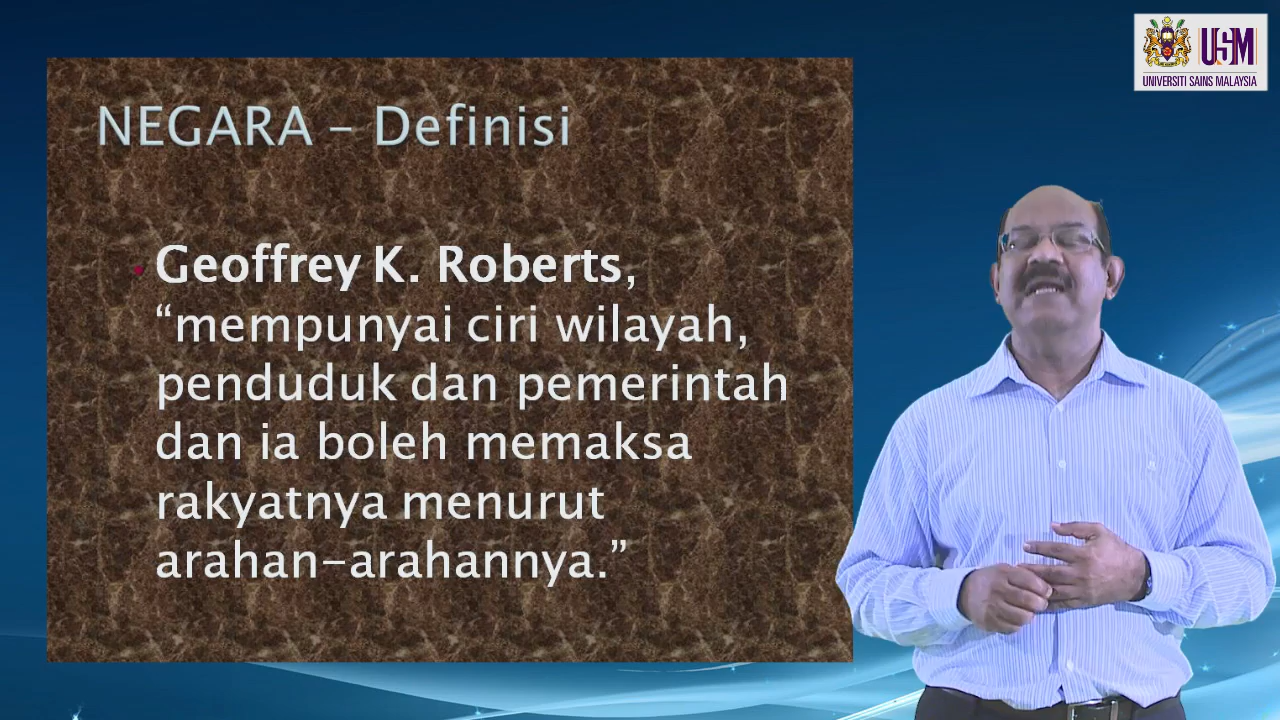 USM
UNIVERSITI SAINS MALAYSIA
NEGARA – Definisi
Geoffrey K. Roberts,
“mempunyai ciri wilayah,
penduduk dan pemerintah
dan ia boleh memaksa
rakyatnya menurut
arahan-arahannya.”